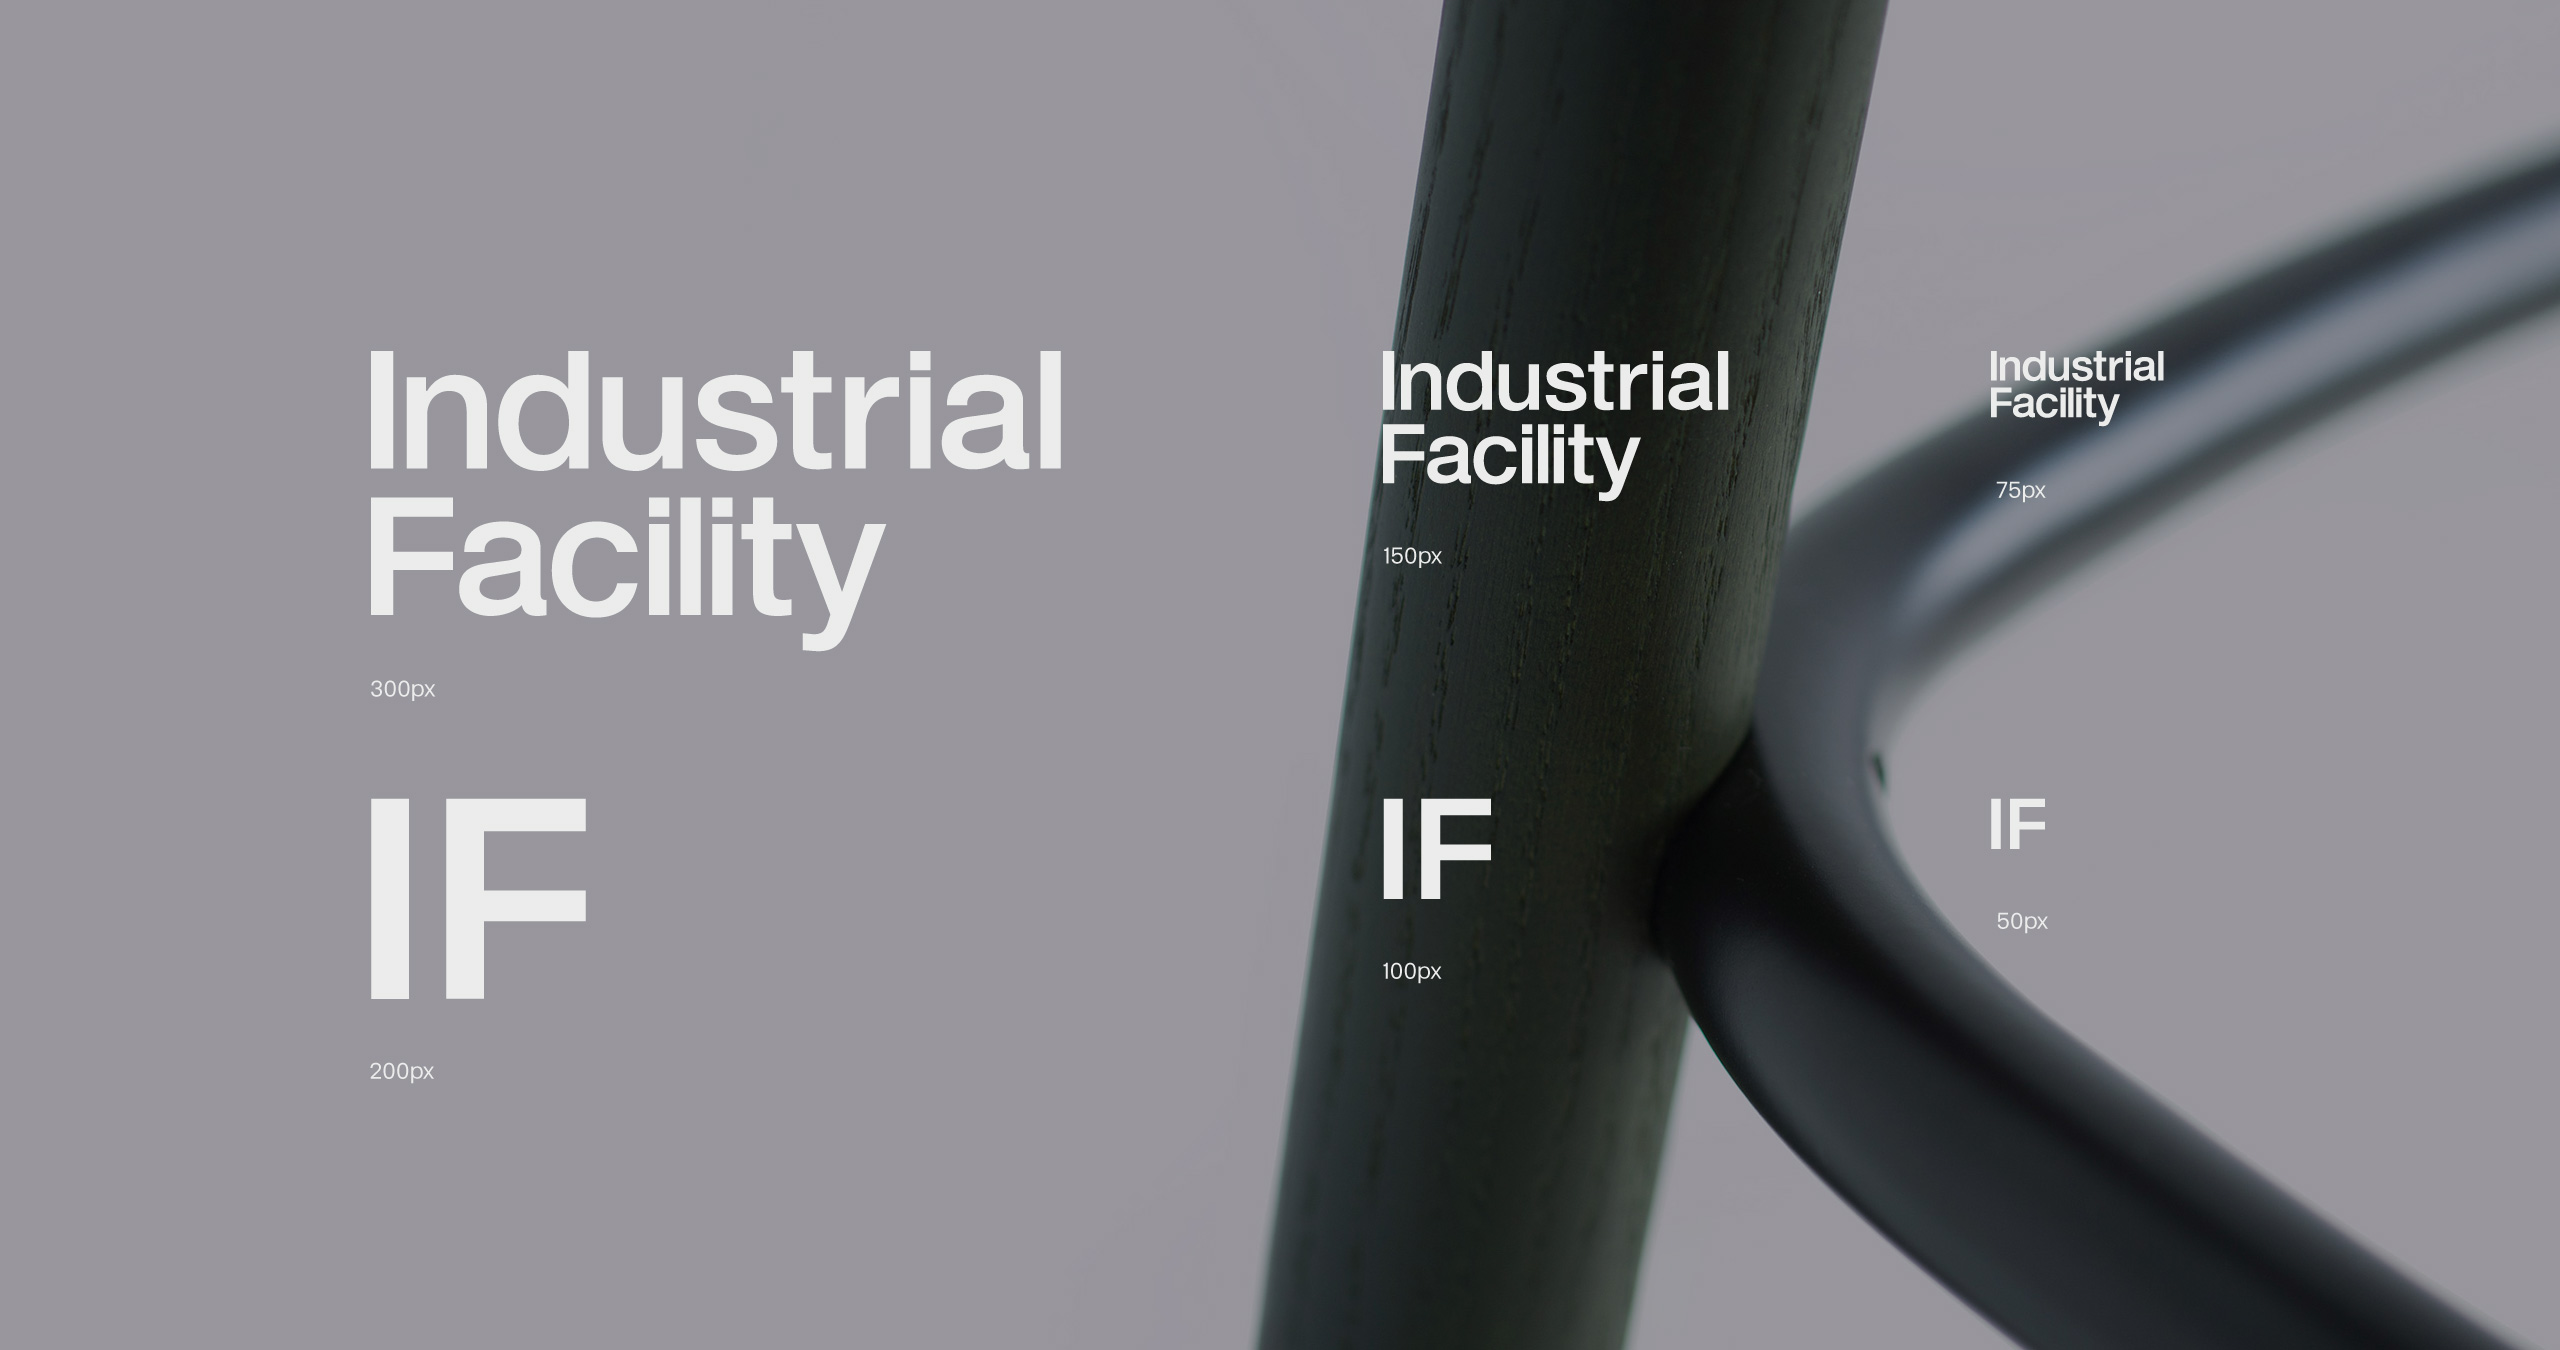 Industrial
Facility
300px
Industrial
Facility
150px
Industrial
Facility
75px
IF
200px
IF
100px
IF
50px